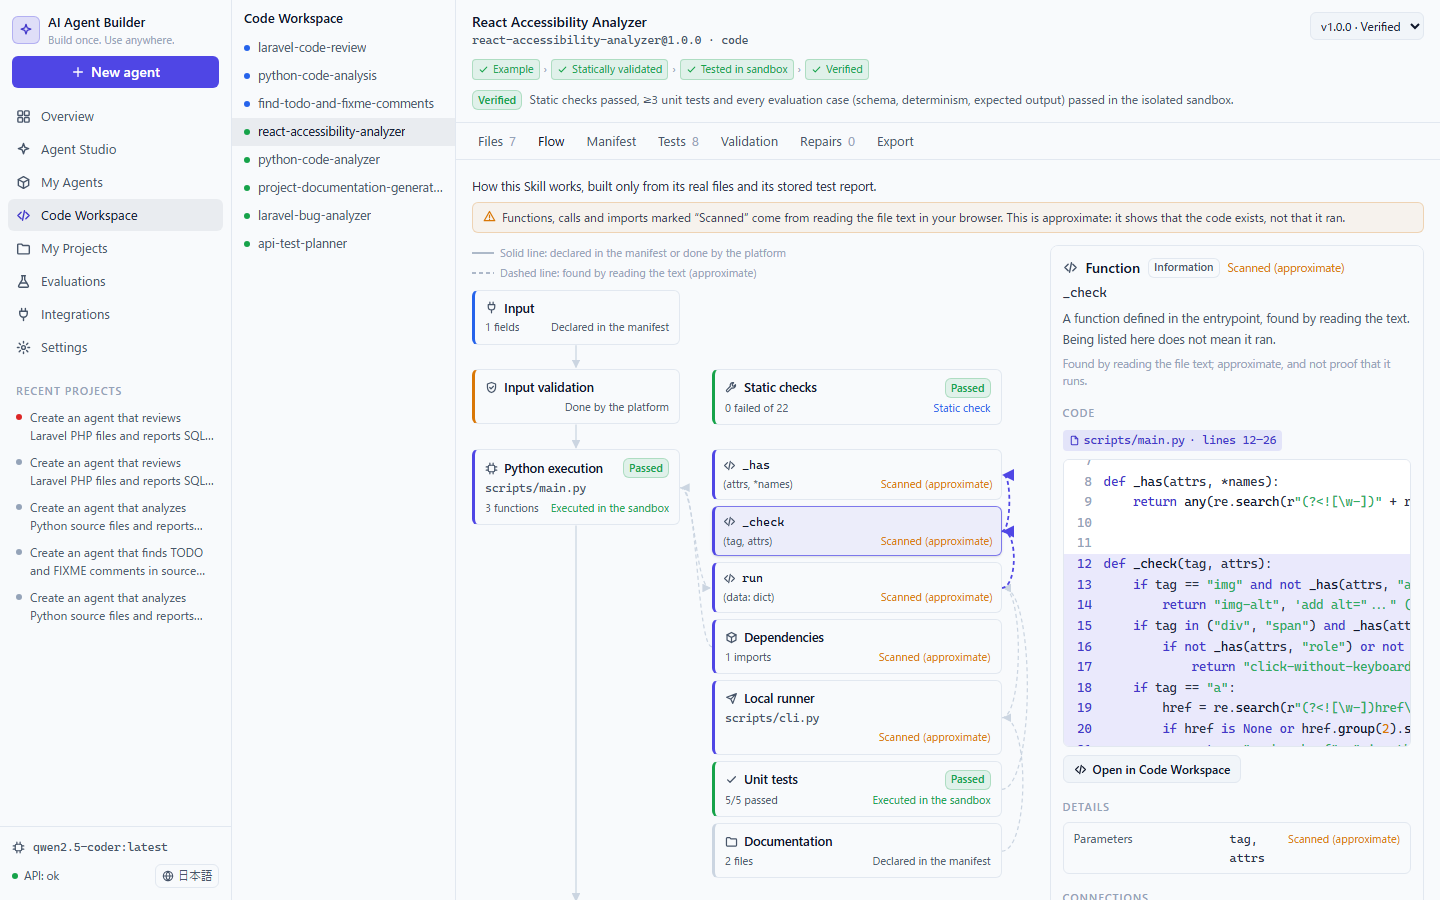 AI Agent Builder
Build once. Use anywhere.
New agent
Overview
Agent Studio
My Agents
Code Workspace
My Projects
Evaluations
Integrations
Settings
RECENT PROJECTS
Create an agent that reviews
Laravel PHP files and reports SQL...
Create an agent that reviews
Laravel PHP files and reports SQL...
Create an agent that analyzes
Python source files and reports...
Create an agent that finds TODO
and FIXME comments in source...
Create an agent that analyzes
Python source files and reports...
qwen2.5-coder:latest
API: ok
日本語
Code Workspace
laravel-code-review
python-code-analysis
find-todo-and-fixme-comments
react-accessibility-analyzer
python-code-analyzer
project-documentation-generat...
laravel-bug-analyzer
api-test-planner
React Accessibility Analyzer
react-accessibility-analyzer@1.0.0 · code
v1.0.0 · Verified
Example › Statically validated › Tested in sandbox › Verified
Verified Static checks passed, ≥3 unit tests and every evaluation case (schema, determinism, expected output) passed in the isolated sandbox.
Files 7 Flow Manifest Tests 8 Validation Repairs 0 Export
How this Skill works, built only from its real files and its stored test report.
Functions, calls and imports marked “Scanned” come from reading the file text in your browser. This is approximate: it shows that the code exists, not that it ran.
Solid line: declared in the manifest or done by the platform
Dashed line: found by reading the text (approximate)
Input
1 fields Declared in the manifest
Input validation
Done by the platform
Python execution Passed
scripts/main.py
3 functions Executed in the sandbox
Static checks Passed
0 failed of 22 Static check
_has
(attrs, *names) Scanned (approximate)
_check
(tag, attrs) Scanned (approximate)
run
(data: dict) Scanned (approximate)
Dependencies
1 imports Scanned (approximate)
Local runner
scripts/cli.py
Scanned (approximate)
Unit tests Passed
5/5 passed Executed in the sandbox
Documentation
2 files Declared in the manifest
Function Information Scanned (approximate)
_check
A function defined in the entrypoint, found by reading the text.
Being listed here does not mean it ran.
Found by reading the file text; approximate, and not proof that it
runs.
CODE
scripts/main.py · lines 12–26
7
8 def _has(attrs, *names):
9 return any(re.search(r"(?<![\w-])" + r
10
11
12 def _check(tag, attrs):
13 if tag == "img" and not _has(attrs, "a
14 return "img-alt", 'add alt="..." (
15 if tag in ("div", "span") and _has(att
16 if not _has(attrs, "role") or not
17 return "click-without-keyboard
18 if tag == "a":
19 href = re.search(r"(?<![\w-])href\
20 if href is None or href.group(2).s
Open in Code Workspace
DETAILS
Parameters tag, Scanned (approximate)
attrs
CONNECTIONS